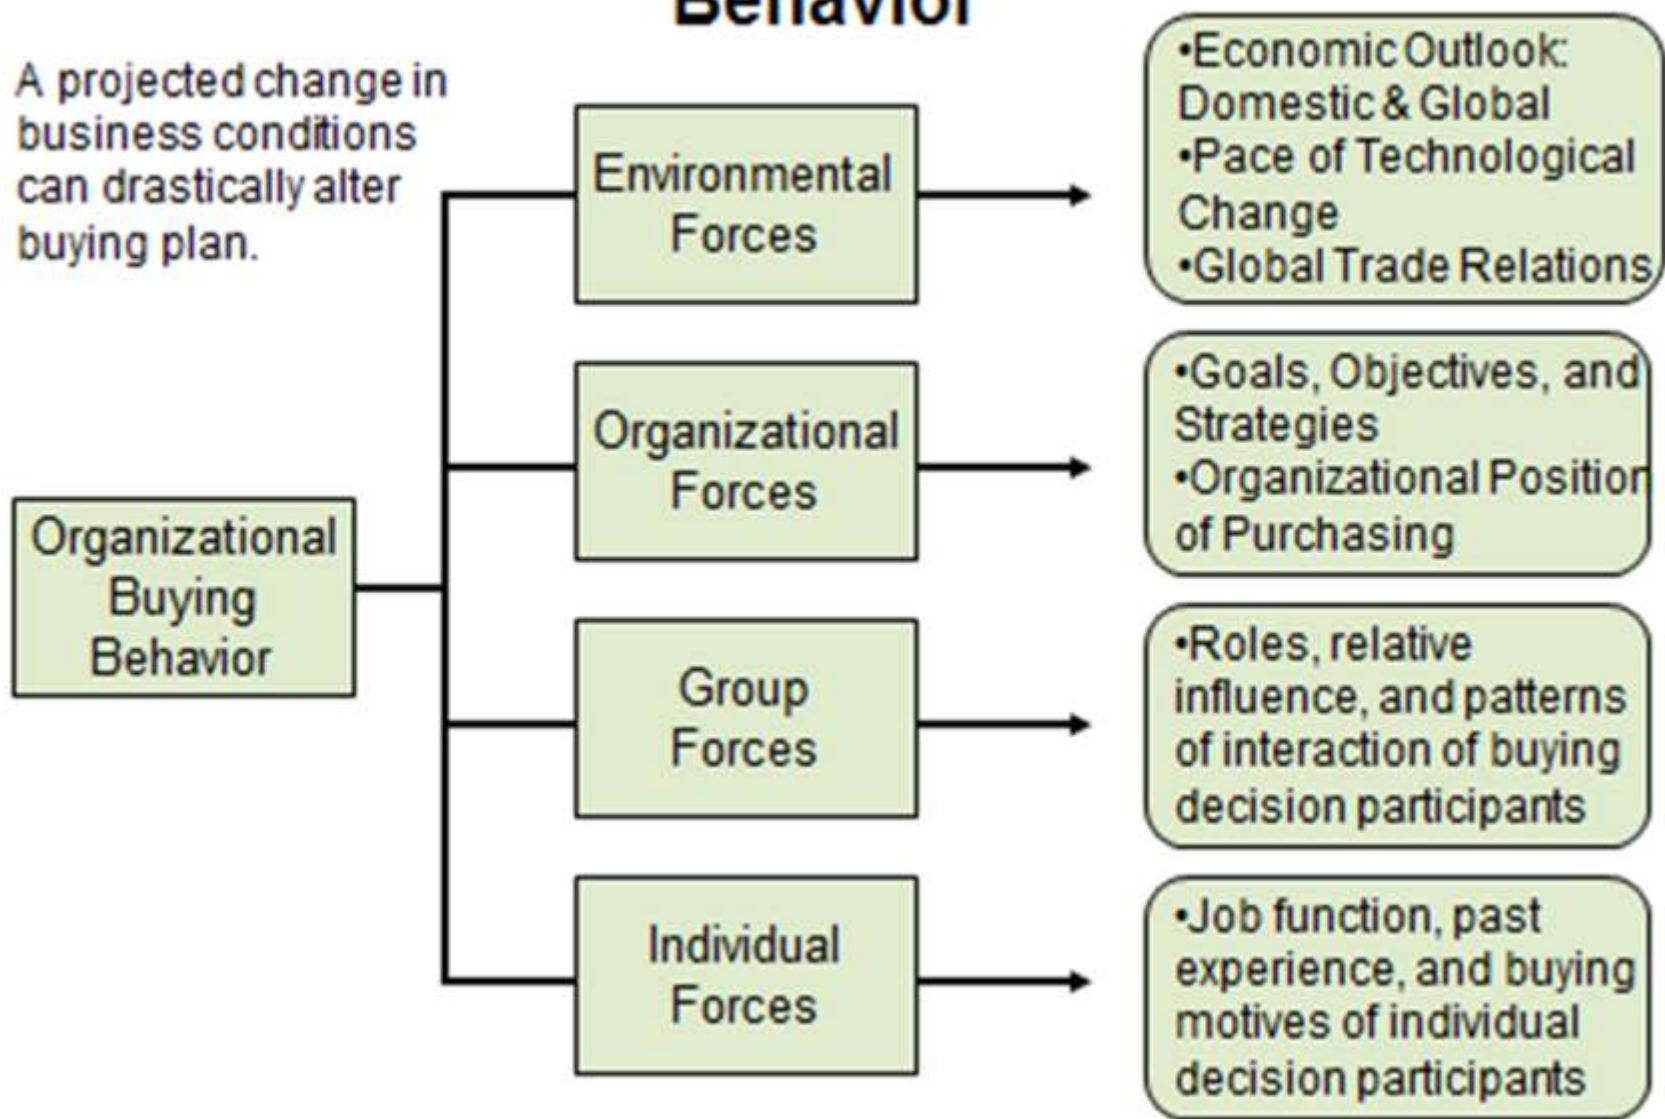 Behavior
A projected change in
business conditions
can drastically alter
buying plan.
Organizational
Buying
Behavior
Environmental
Forces
•Economic Outlook:
Domestic & Global
•Pace of Technological
Change
•Global Trade Relations
Organizational
Forces
•Goals, Objectives, and
Strategies
•Organizational Position
of Purchasing
Group
Forces
•Roles, relative
influence, and patterns
of interaction of buying
decision participants
Individual
Forces
•Job function, past
experience, and buying
motives of individual
decision participants